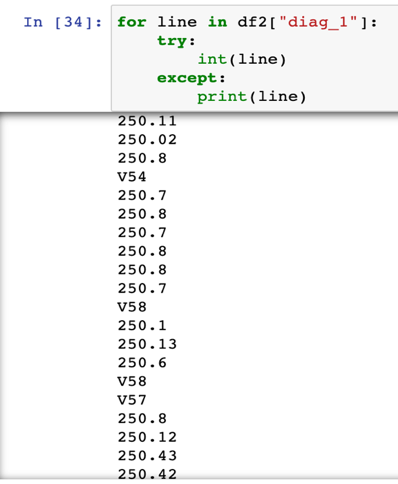 In [34]: for line in df2["diag_1"]:
try:
int(line)
except:
print(line)
250.11
250.02
250.8
V54
250.7
250.8
250.7
250.8
250.8
250.7
V58
250.1
250.13
250.6
V58
V57
250.8
250.12
250.43
250.42